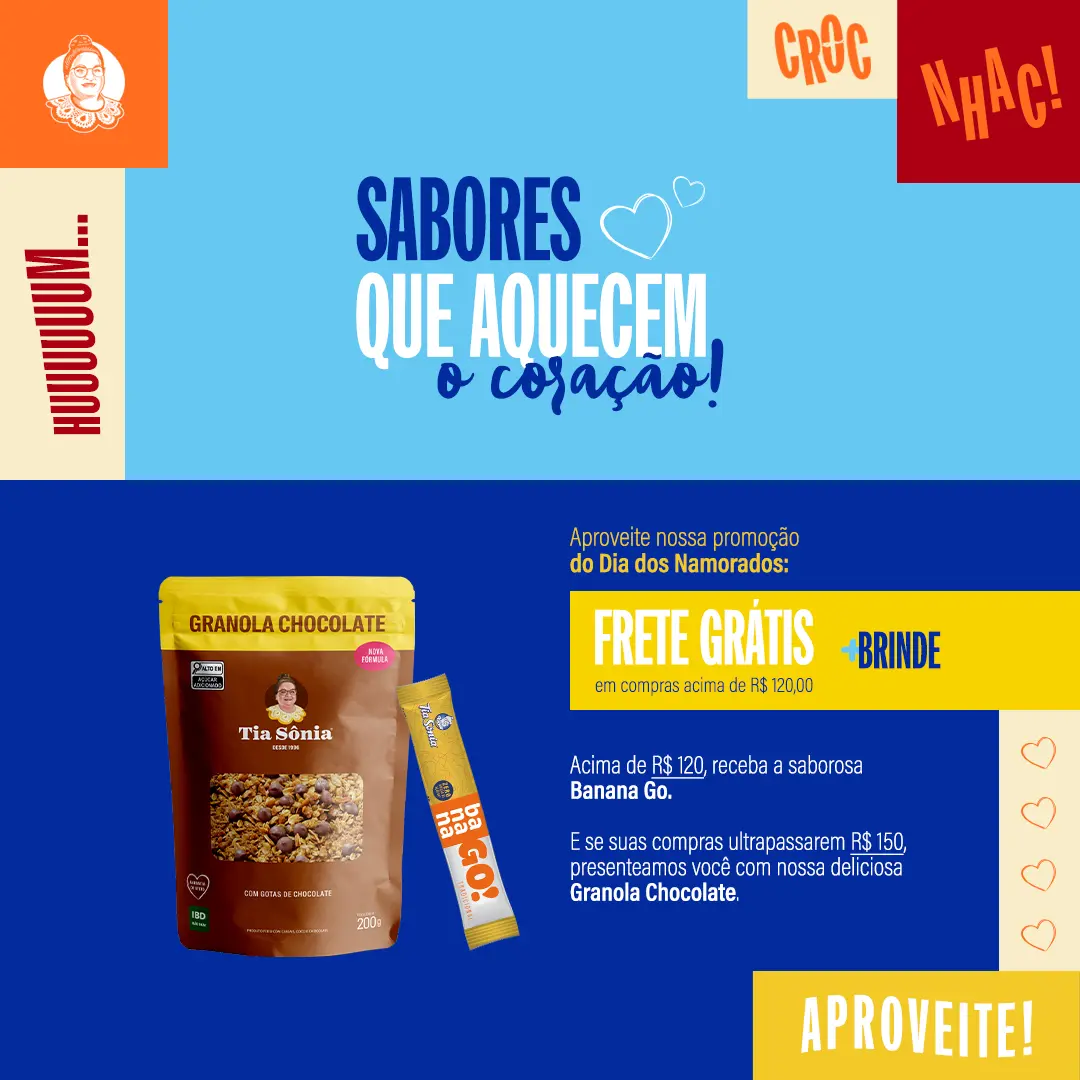 CROC
NHAC!
HUUUUUUM...
SABORES
QUE AQUECEM
o coração!
Aproveite nossa promoção
do Dia dos Namorados:
FRETE GRÁTIS
em compras acima de R$ 120,00
+BRINDE
Acima de R$ 120, receba a saborosa
Banana Go.
E se suas compras ultrapassarem R$ 150,
presenteamos você com nossa deliciosa
Granola Chocolate.
GRANOLA CHOCOLATE
NOVA
FÓRMULA
ALTO EM
AÇÚCAR
ADICIONADO
Tia Sônia
DESDE 1996
COM GOTAS DE CHOCOLATE
IBD
200g
Tia Sônia
ba
na
na
GO!
TRADICIONAL
APROVEITE!